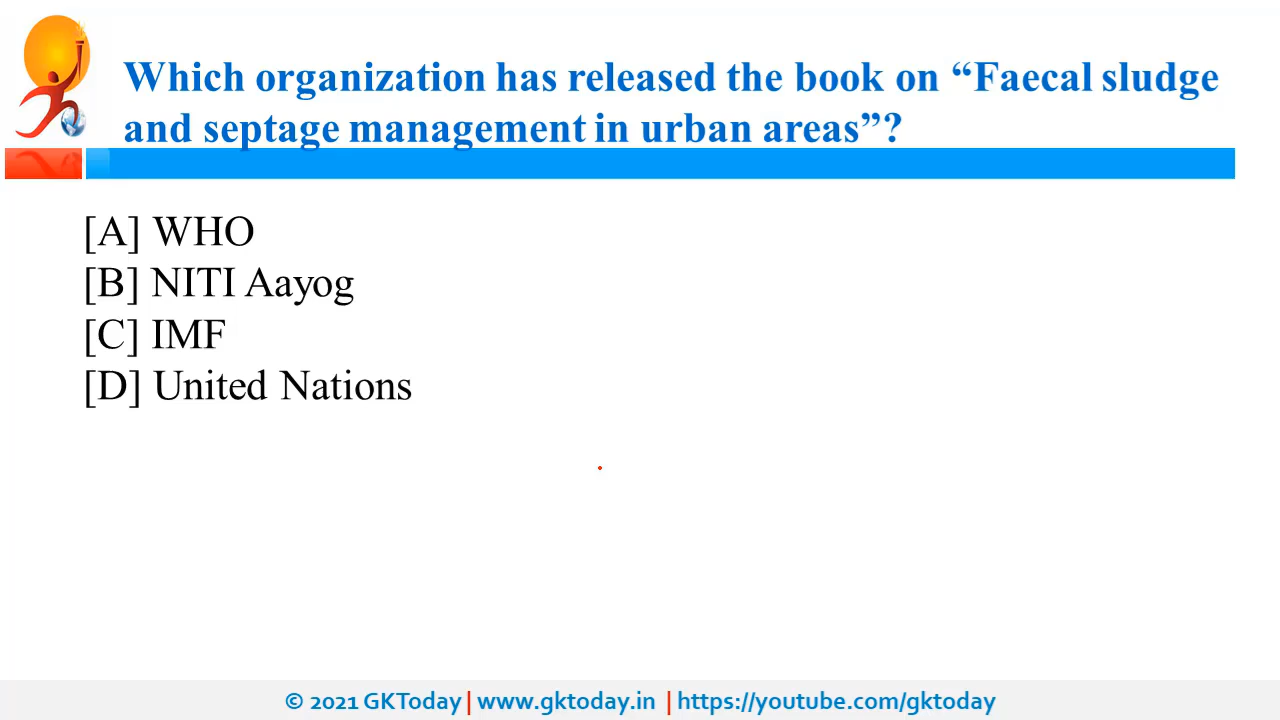 Which organization has released the book on “Faecal sludge
and septage management in urban areas”?
[A] WHO
[B] NITI Aayog
[C] IMF
[D] United Nations
© 2021 GKToday | www.gktoday.in | https://youtube.com/gktoday